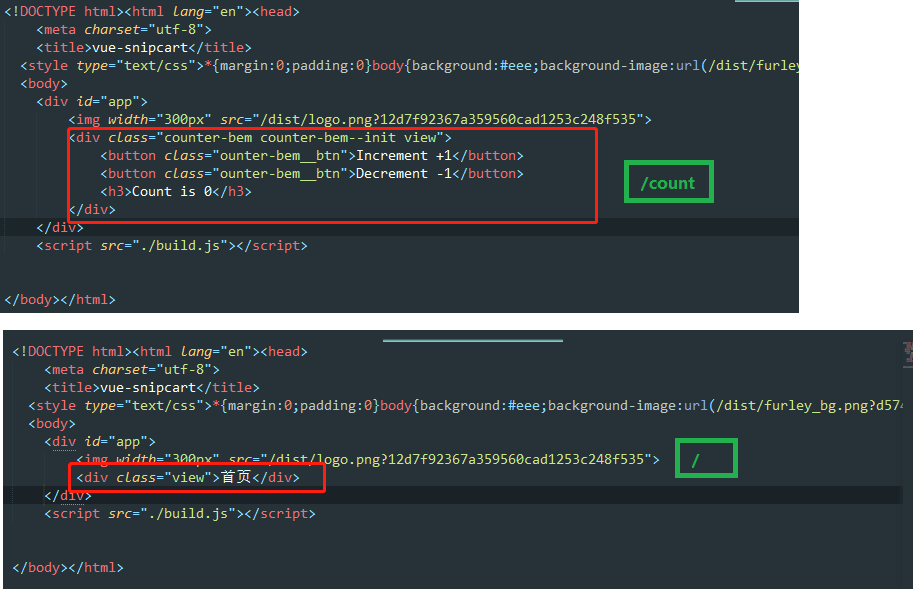 <!DOCTYPE html><html lang="en"><head>
<meta charset="utf-8">
<title>vue-snipcart</title>
<style type="text/css">*{margin:0;padding:0}body{background:#eee;background-image:url(/dist/furley
<body>
<div id="app">
<img width="300px" src="/dist/logo.png?12d7f92367a359560cad1253c248f535">
<div class="counter-bem counter-bem--init view">
<button class="ounter-bem__btn">Increment +1</button>
<button class="ounter-bem__btn">Decrement -1</button>
<h3>Count is 0</h3>
</div>
/count
</div>
<script src="./build.js"></script>
</body></html>
<!DOCTYPE html><html lang="en"><head>
<meta charset="utf-8">
<title>vue-snipcart</title>
<style type="text/css">*{margin:0;padding:0}body{background:#eee;background-image:url(/dist/furley_bg.png?d574
<body>
<div id="app">
<img width="300px" src="/dist/logo.png?12d7f92367a359560cad1253c248f535">
/
<div class="view">首页</div>
</div>
<script src="./build.js"></script>
</body></html>